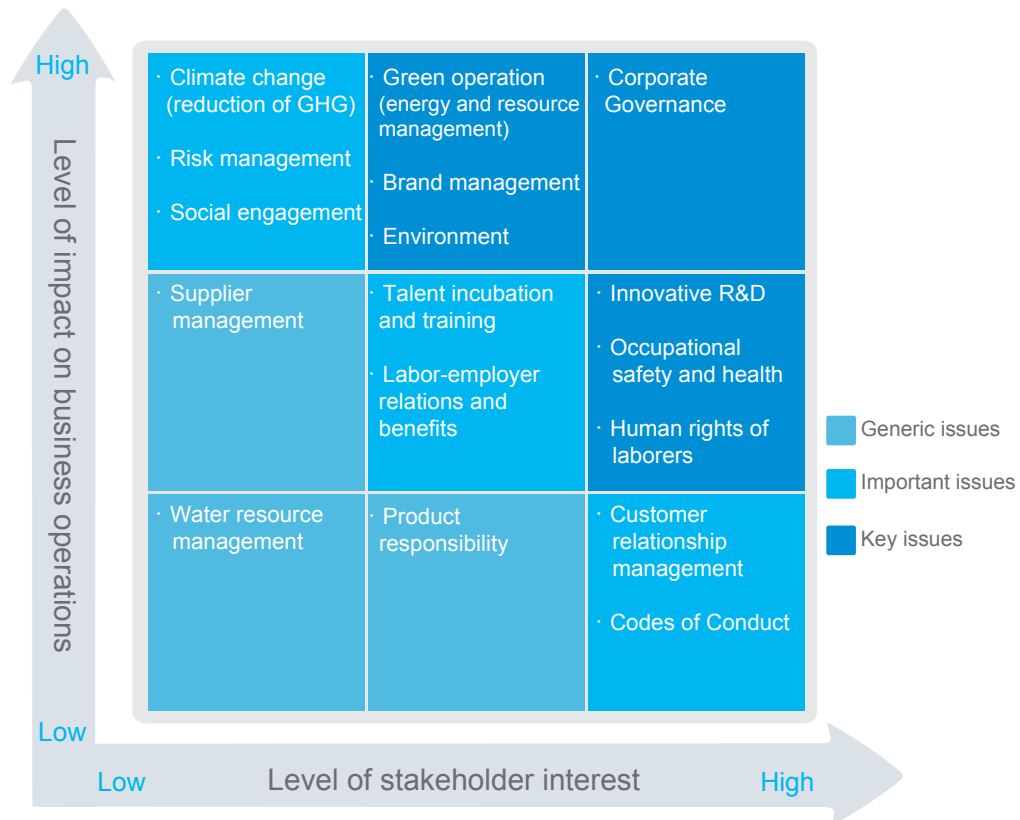 High
Level of impact on business operations
Low
· Climate change
(reduction of GHG)
· Risk management
· Social engagement
· Green operation
(energy and resource
management)
· Brand management
· Environment
· Corporate
Governance
· Supplier
management
· Talent incubation
and training
· Labor-employer
relations and
benefits
· Innovative R&D
· Occupational
safety and health
· Human rights of
laborers
· Water resource
management
· Product
responsibility
· Customer
relationship
management
· Codes of Conduct
Generic issues
Important issues
Key issues
Low
Level of stakeholder interest
High